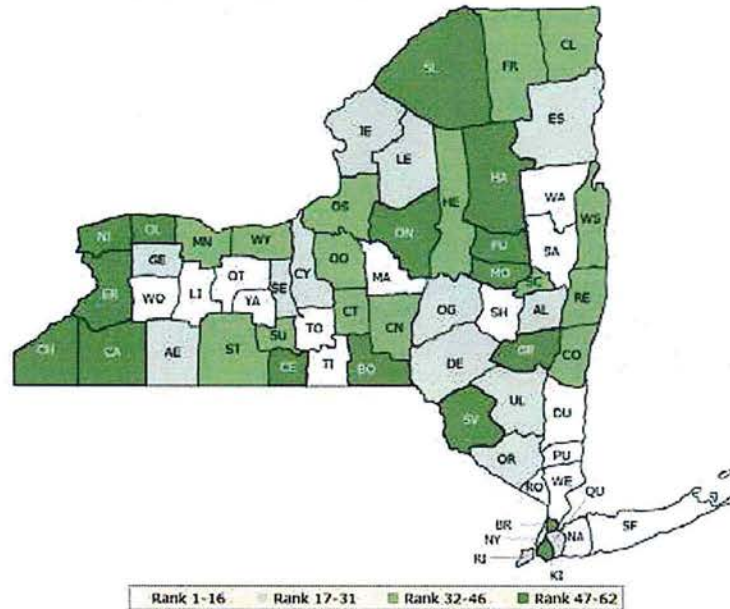 SL
FR
CL
JE
LE
ES
HA
HE
OS
ON
WA
WS
NI
OL
MN
WY
FU
SA
GE
OT
SE
CY
OO
MA
MO
SC
ER
WO
LI
YA
OG
SH
AL
RE
CT
CN
TO
SU
CH
CA
AE
ST
CE
TI
BO
DE
GR
CO
UL
DU
SV
OR
PU
RO
WE
QU
BR
NY
NA
SF
RI
KI
Rank 1-16 Rank 17-31 Rank 32-46 Rank 47-62